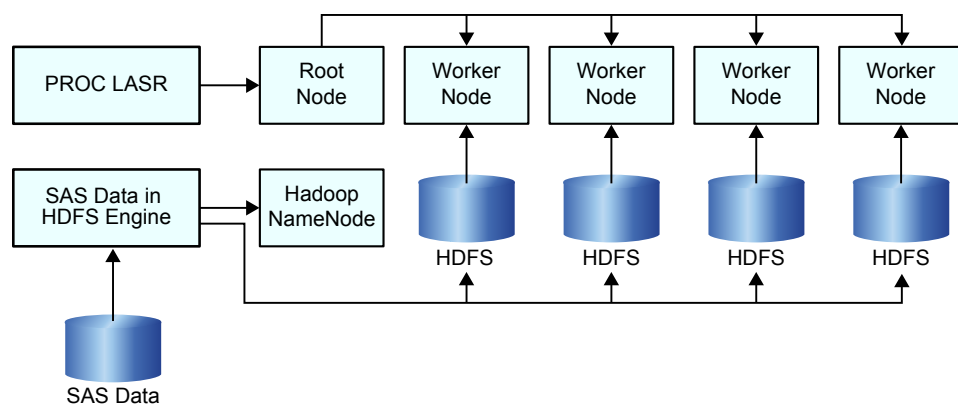 PROC LASR
Root
Node
Worker
Node
Worker
Node
Worker
Node
Worker
Node
SAS Data in
HDFS Engine
Hadoop
NameNode
HDFS
HDFS
HDFS
HDFS
SAS Data